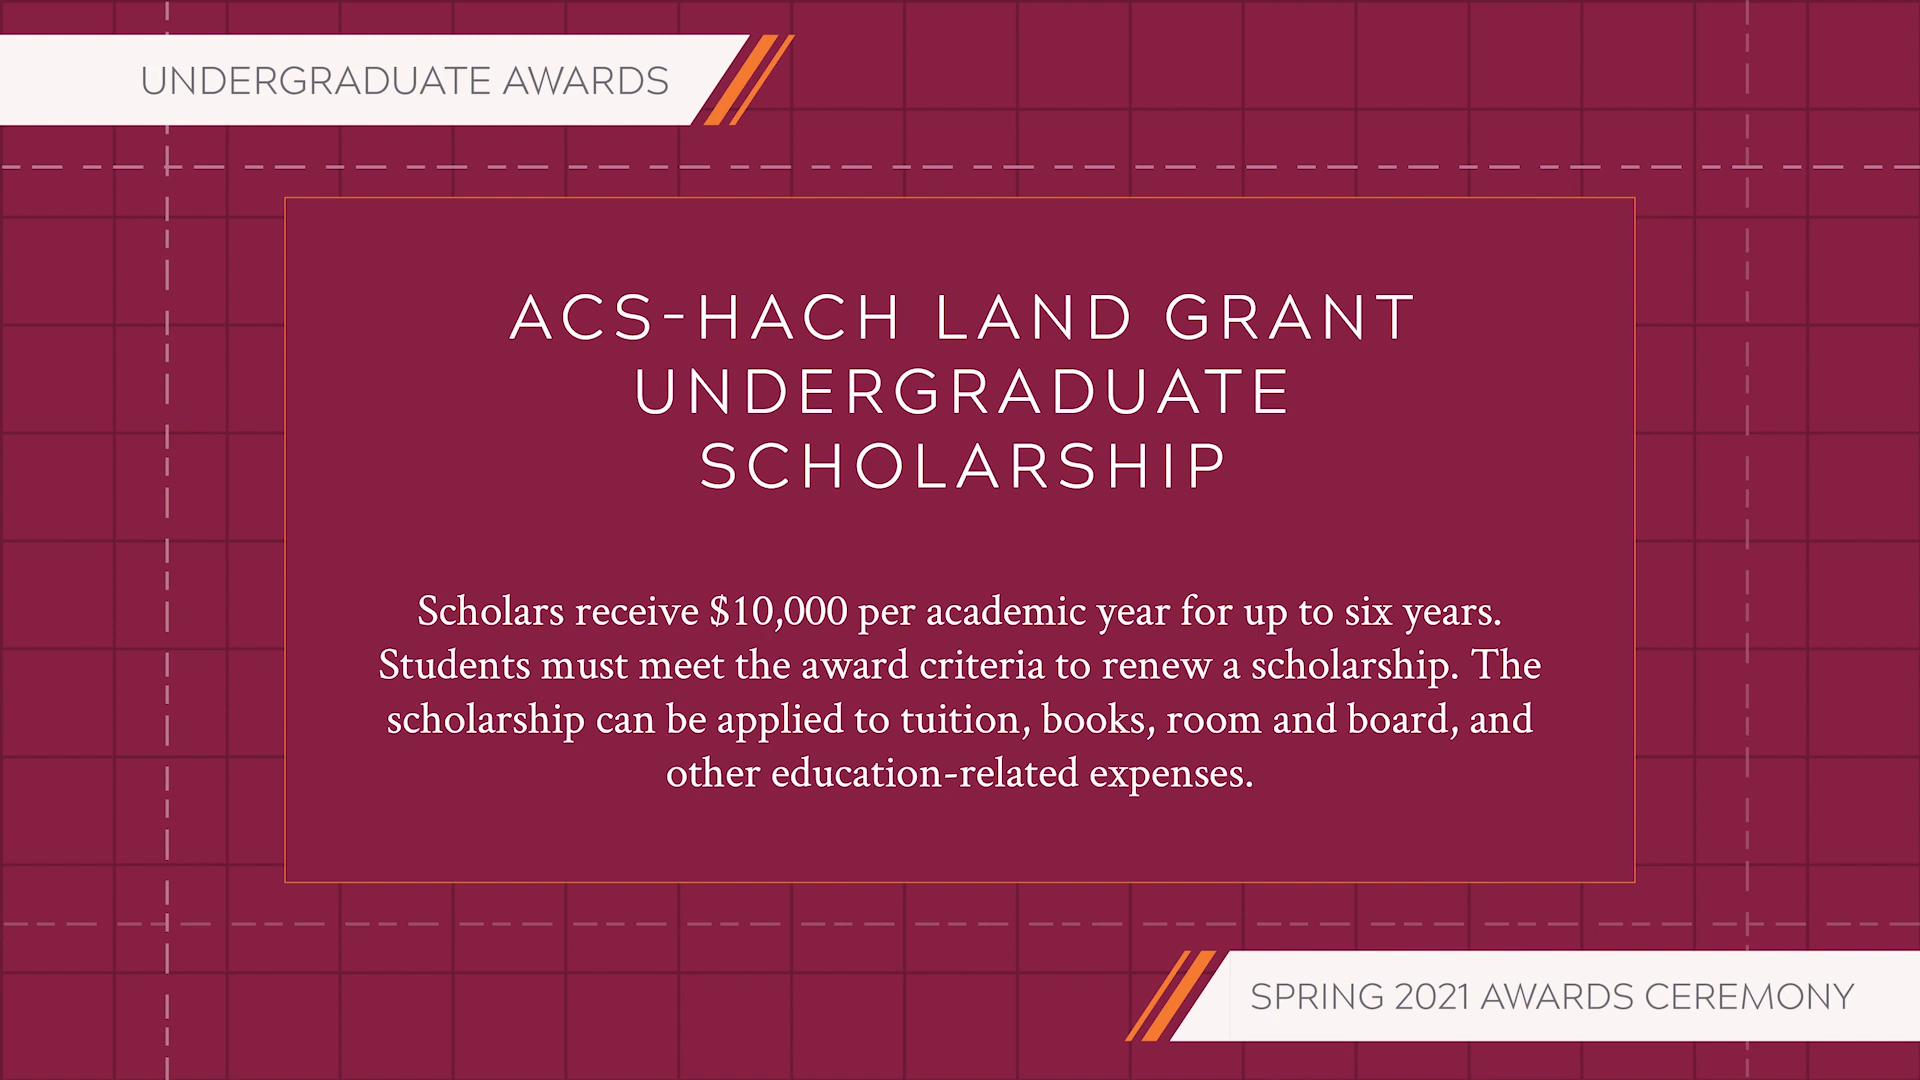 UNDERGRADUATE AWARDS
ACS-HACH LAND GRANT
UNDERGRADUATE
SCHOLARSHIP
Scholars receive $10,000 per academic year for up to six years.
Students must meet the award criteria to renew a scholarship. The
scholarship can be applied to tuition, books, room and board, and
other education-related expenses.
SPRING 2021 AWARDS CEREMONY